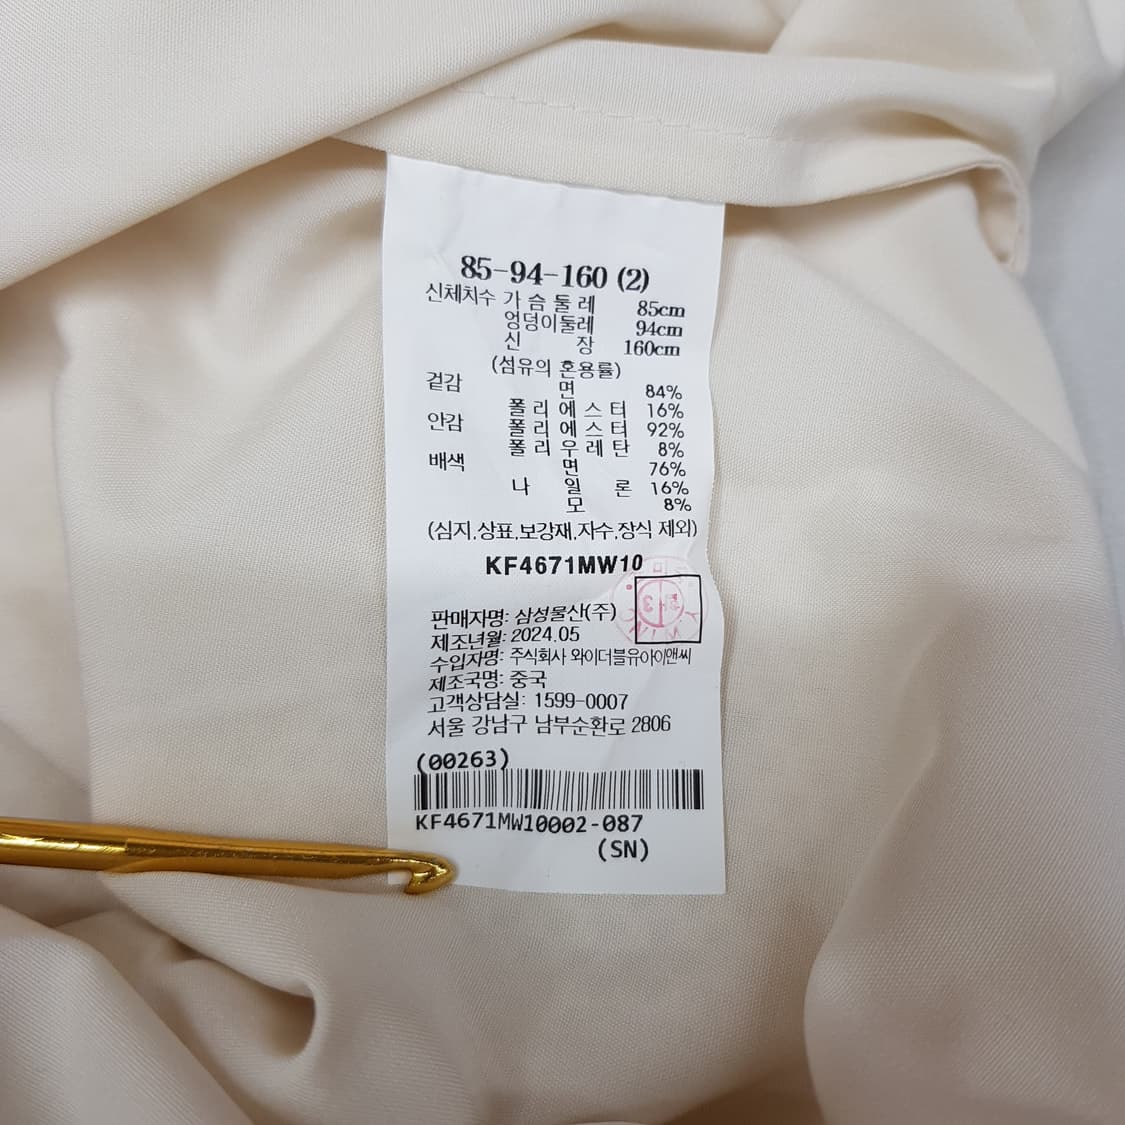 85-94-160 (2)
신체치수 가슴둘레 85cm
엉덩이둘레 94cm
신장 160cm
(섬유의 혼용률)
겉감 면 84%
폴리에스터 16%
안감 폴리에스터 92%
폴리우레탄 8%
배색 면 76%
나일론 16%
모 8%
(심지,상표,보강재,자수,장식 제외)
KF4671MW10
판매자명: 삼성물산(주)
제조년월: 2024.05
수입자명: 주식회사 와이더블유아이앤씨
제조국명: 중국
고객상담실: 1599-0007
서울 강남구 남부순환로 2806
(00263)
KF4671MW10002-087
(SN)